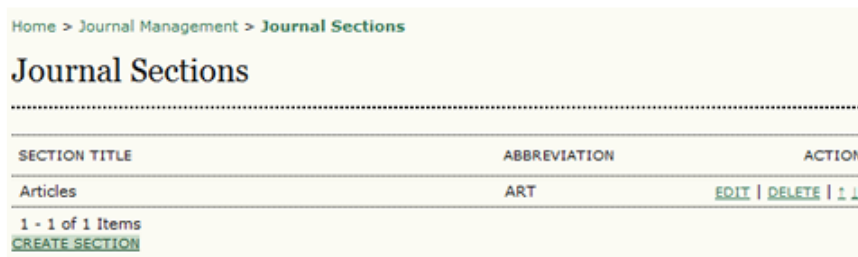 Home > Journal Management > Journal Sections
Journal Sections
SECTION TITLE ABBREVIATION ACTION
Articles ART EDIT | DELETE | ↑ ↓
1 - 1 of 1 Items
CREATE SECTION